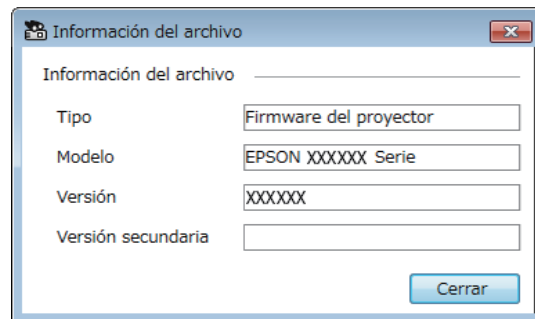 Información del archivo
Información del archivo
Tipo Firmware del proyector
Modelo EPSON XXXXXX Serie
Versión XXXXXX
Versión secundaria
Cerrar